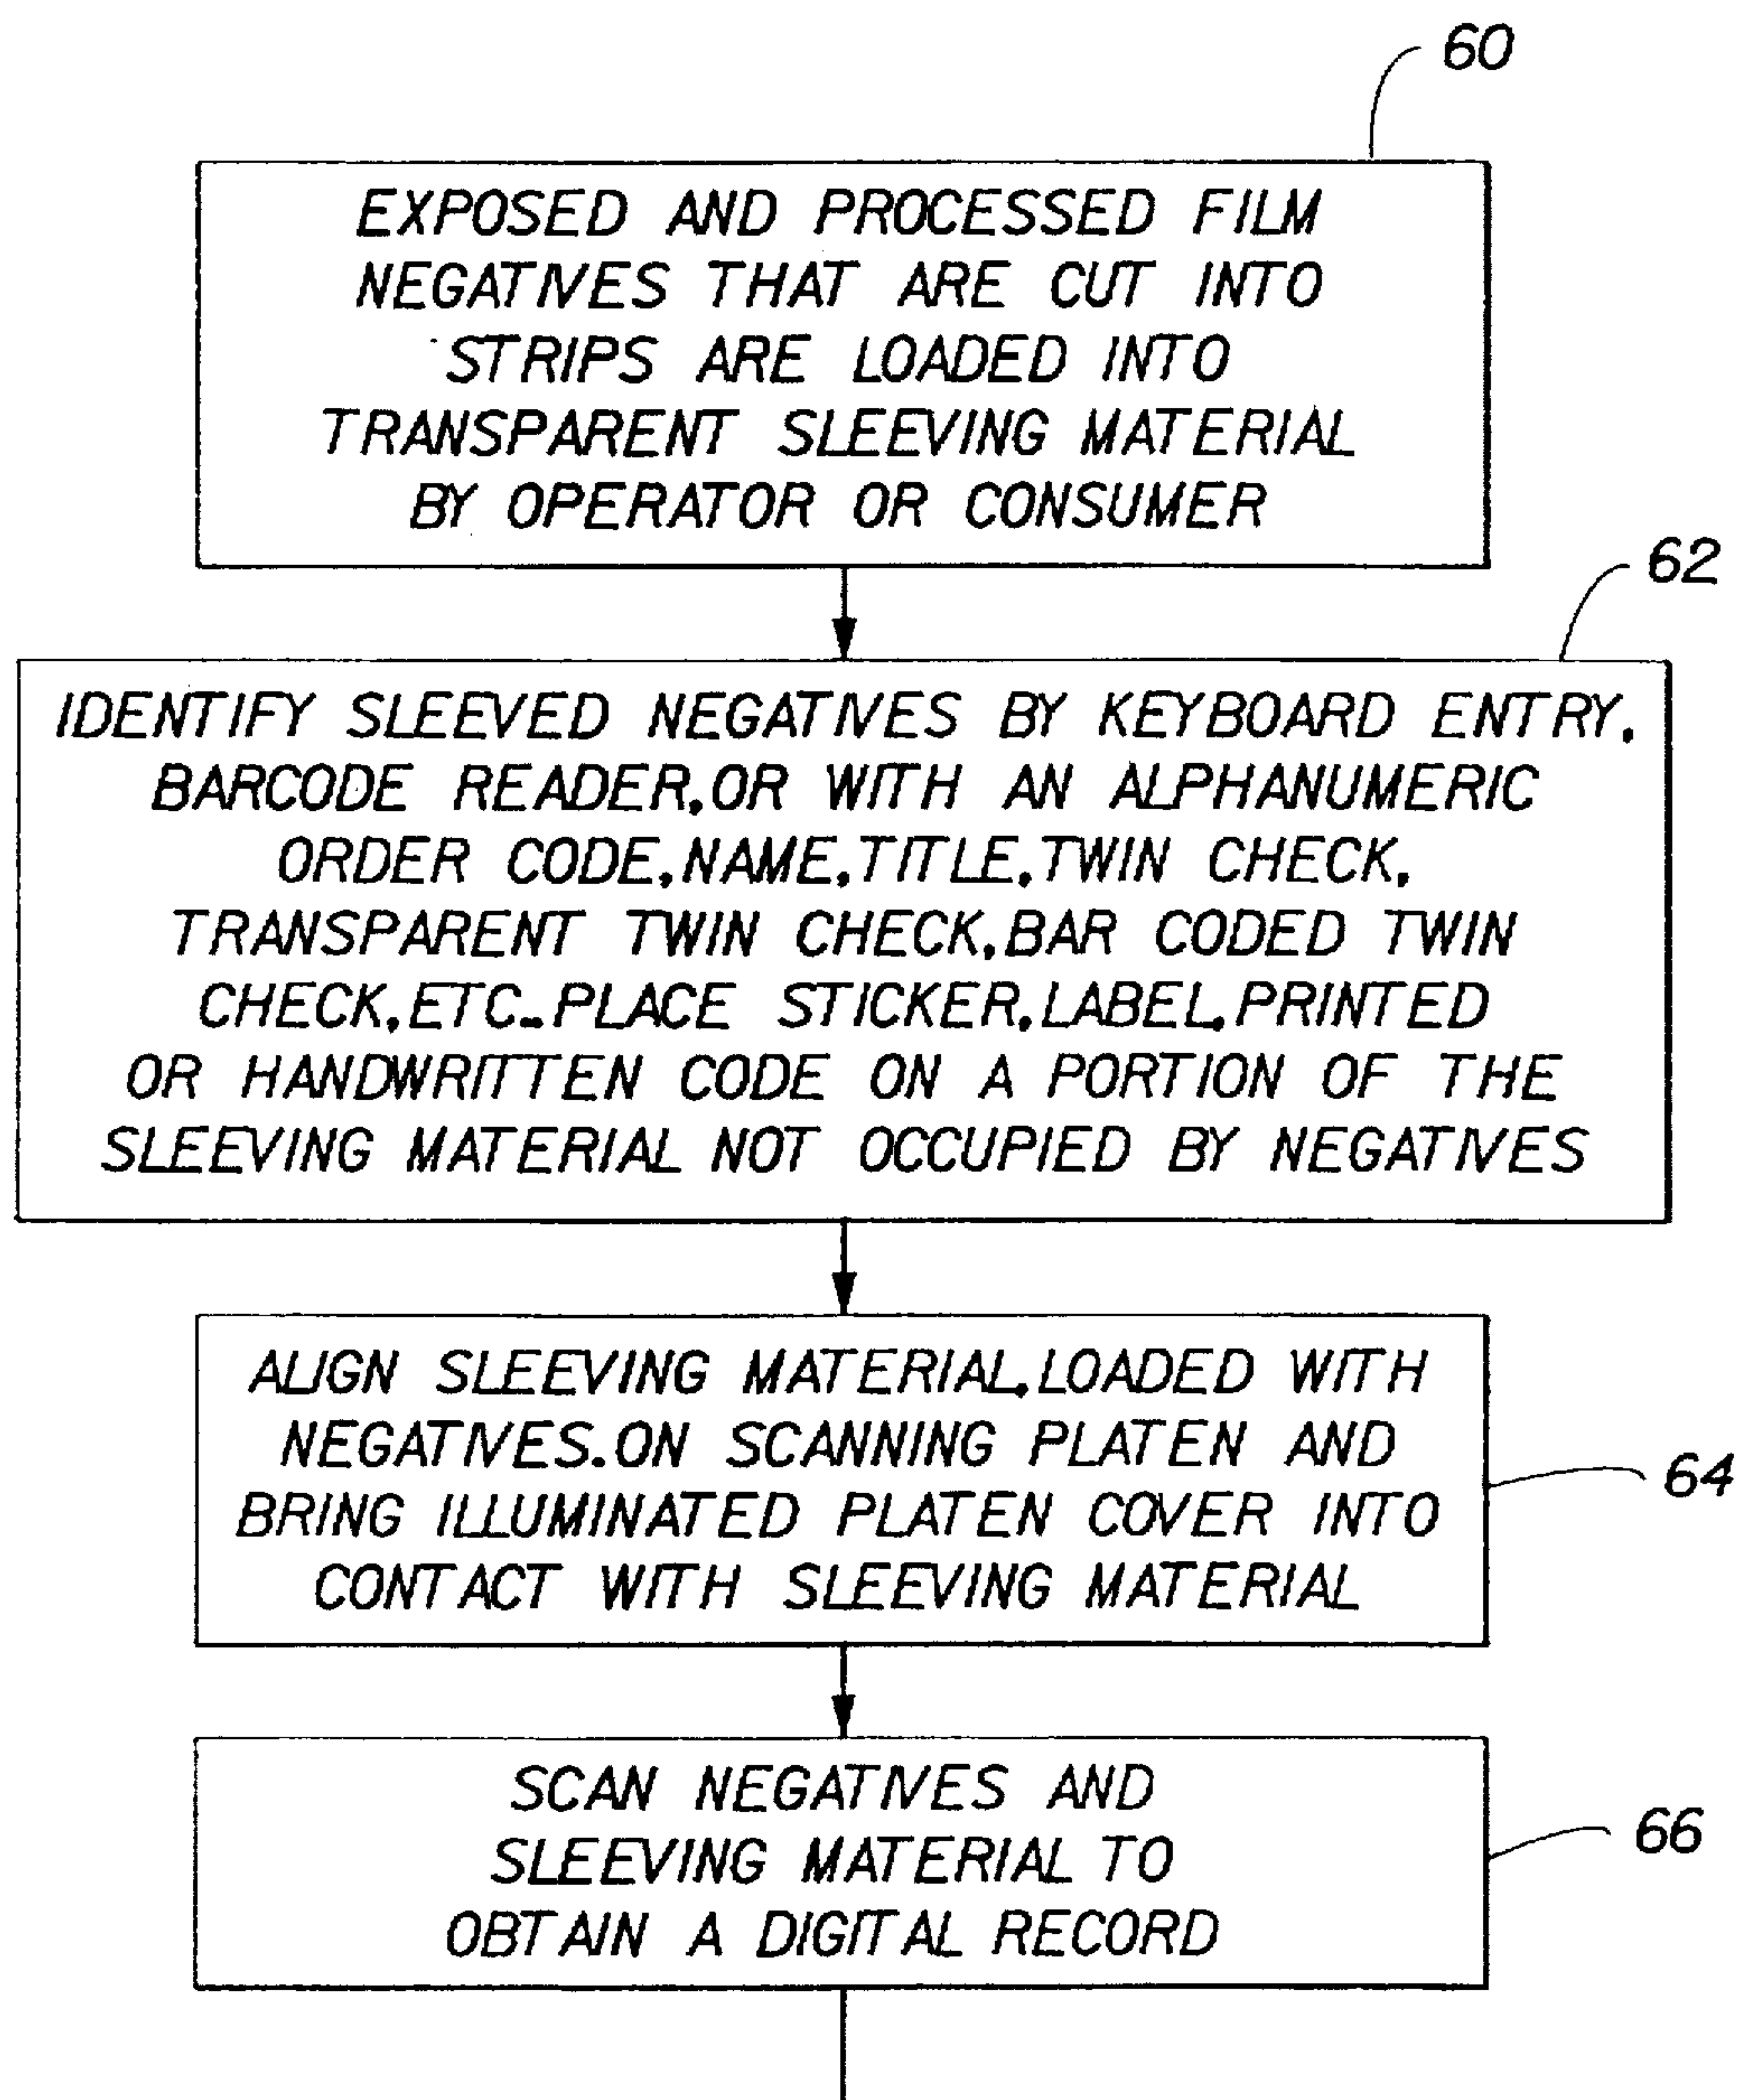 60
EXPOSED AND PROCESSED FILM
NEGATIVES THAT ARE CUT INTO
STRIPS ARE LOADED INTO
TRANSPARENT SLEEVING MATERIAL
BY OPERATOR OR CONSUMER
62
IDENTIFY SLEEVED NEGATIVES BY KEYBOARD ENTRY,
BARCODE READER,OR WITH AN ALPHANUMERIC
ORDER CODE,NAME,TITLE,TWIN CHECK,
TRANSPARENT TWIN CHECK,BAR CODED TWIN
CHECK,ETC..PLACE STICKER,LABEL,PRINTED
OR HANDWRITTEN CODE ON A PORTION OF THE
SLEEVING MATERIAL NOT OCCUPIED BY NEGATIVES
ALIGN SLEEVING MATERIAL,LOADED WITH
NEGATIVES.ON SCANNING PLATEN AND
BRING ILLUMINATED PLATEN COVER INTO
CONTACT WITH SLEEVING MATERIAL
64
SCAN NEGATIVES AND
SLEEVING MATERIAL TO
OBTAIN A DIGITAL RECORD
66